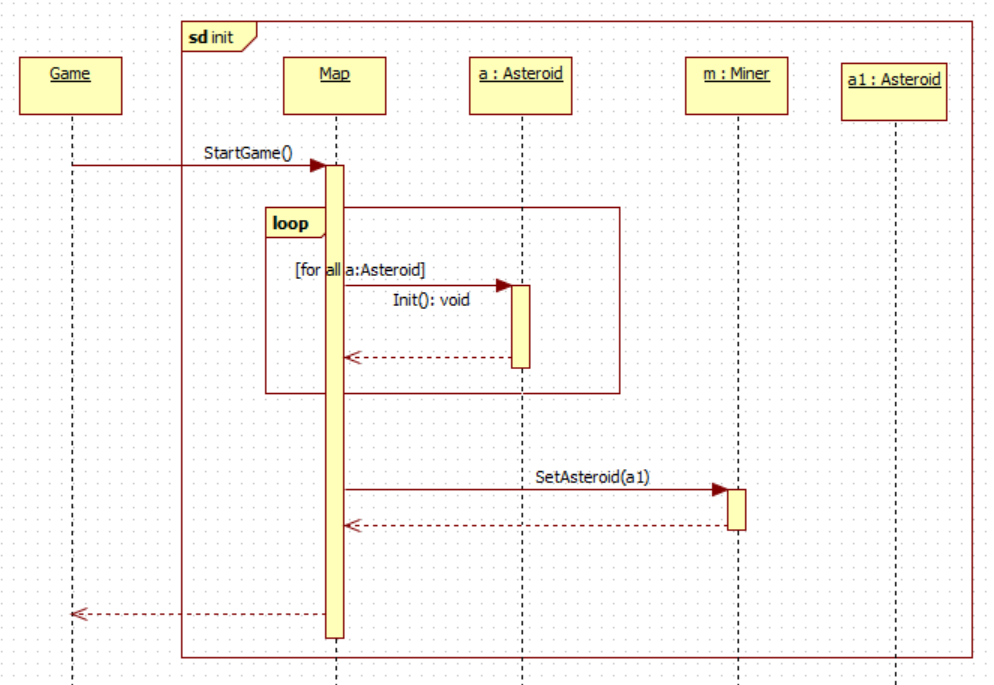 sd init
Game
Map
a : Asteroid
m : Miner
a1 : Asteroid
StartGame()
loop
[for all a:Asteroid]
Init(): void
SetAsteroid(a1)